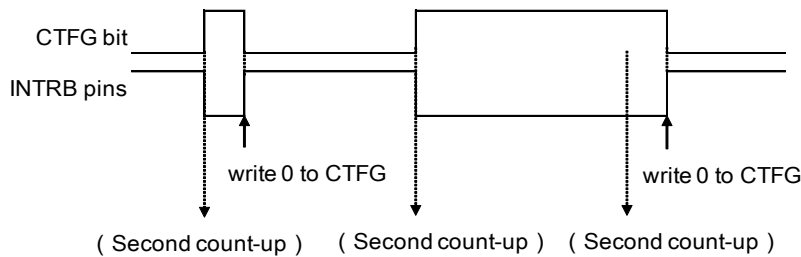 CTFG bit
INTRB pins
write 0 to CTFG
write 0 to CTFG
( Second count-up )
( Second count-up )
( Second count-up )